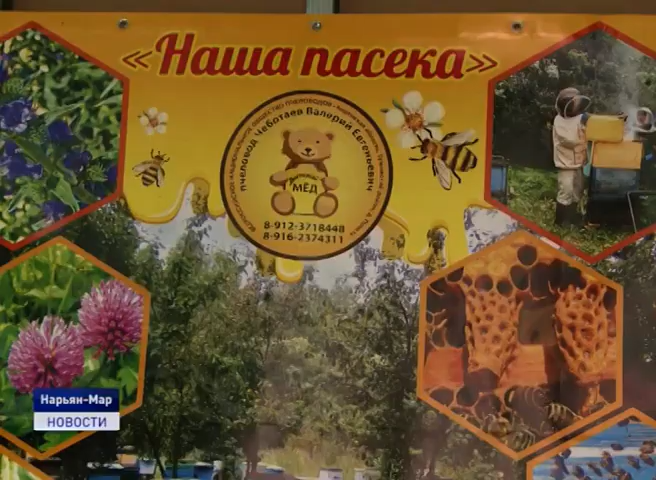 «Наша пасека»
пчеловод Чеботаев Валерий Евгеньевич
МЁД
8-912-3718448
8-916-2374311
Нарьян-Мар
НОВОСТИ